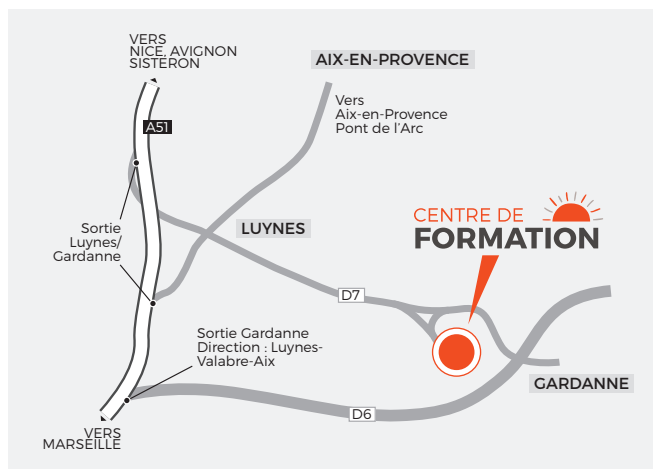 VERS
NICE, AVIGNON
SISTERON
AIX-EN-PROVENCE
Vers
Aix-en-Provence
Pont de l'Arc
A51
Sortie
Luynes/
Gardanne
LUYNES
CENTRE DE
FORMATION
D7
Sortie Gardanne
Direction : Luynes-
Valabre-Aix
GARDANNE
D6
VERS
MARSEILLE